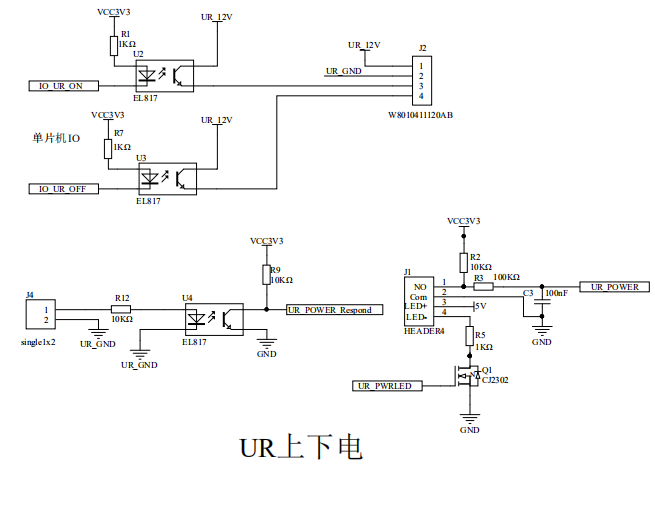 VCC3V3
UR_12V
R1
1KΩ
U2
EL817
IO_UR_ON
UR_12V
UR_GND
J2
1
2
3
4
W8010411120AB
VCC3V3
UR_12V
单片机IO
R7
1KΩ
U3
EL817
IO_UR_OFF
VCC3V3
R9
10KΩ
J4
1
2
single1x2
R12
10KΩ
UR_GND
U4
EL817
UR_GND
UR_POWER_Respond
GND
VCC3V3
R2
10KΩ
R3
100KΩ
J1
NO
Com
LED+
LED-
1
2
3
4
HEADER4
5V
C3
100nF
UR_POWER
GND
R5
1KΩ
Q1
CJ2302
UR_PWRLED
GND
UR上下电